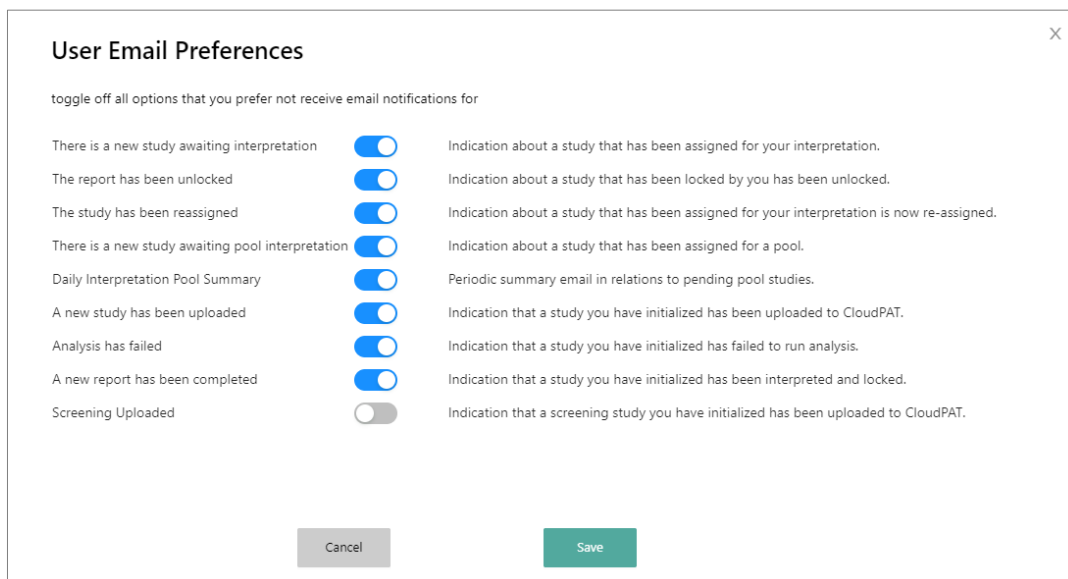 X
User Email Preferences
toggle off all options that you prefer not receive email notifications for
There is a new study awaiting interpretation Indication about a study that has been assigned for your interpretation.
The report has been unlocked Indication about a study that has been locked by you has been unlocked.
The study has been reassigned Indication about a study that has been assigned for your interpretation is now re-assigned.
There is a new study awaiting pool interpretation Indication about a study that has been assigned for a pool.
Daily Interpretation Pool Summary Periodic summary email in relations to pending pool studies.
A new study has been uploaded Indication that a study you have initialized has been uploaded to CloudPAT.
Analysis has failed Indication that a study you have initialized has failed to run analysis.
A new report has been completed Indication that a study you have initialized has been interpreted and locked.
Screening Uploaded Indication that a screening study you have initialized has been uploaded to CloudPAT.
Cancel Save